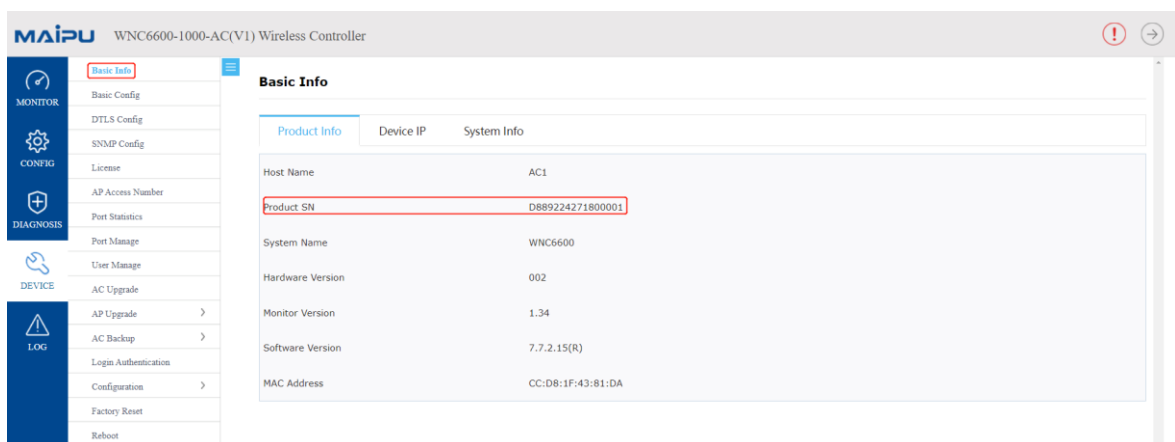 MAIPU WNC6600-1000-AC(V1) Wireless Controller
MONITOR
CONFIG
DIAGNOSIS
DEVICE
LOG
Basic Info
Basic Config
DTLS Config
SNMP Config
License
AP Access Number
Port Statistics
Port Manage
User Manage
AC Upgrade
AP Upgrade
AC Backup
Login Authentication
Configuration
Factory Reset
Reboot
Basic Info
Product Info Device IP System Info
Host Name AC1
Product SN D889224271800001
System Name WNC6600
Hardware Version 002
Monitor Version 1.34
Software Version 7.7.2.15(R)
MAC Address CC:D8:1F:43:81:DA